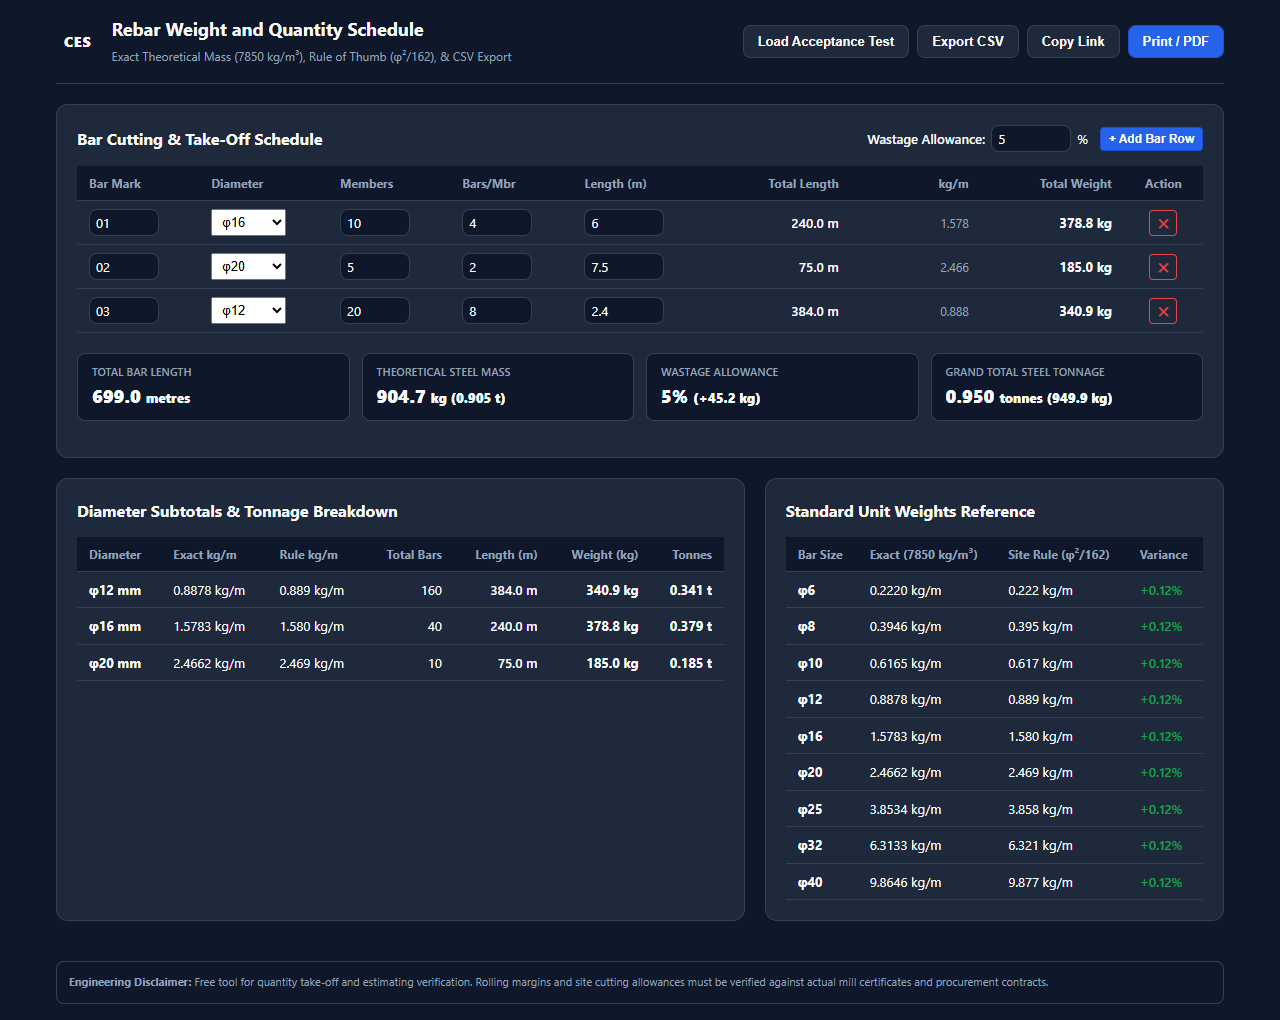 CES
Rebar Weight and Quantity Schedule
Exact Theoretical Mass (7850 kg/m³), Rule of Thumb (φ²/162), & CSV Export
Load Acceptance Test
Export CSV
Copy Link
Print / PDF
Bar Cutting & Take-Off Schedule
Wastage Allowance: 5 %
+ Add Bar Row
Bar Mark Diameter Members Bars/Mbr Length (m) Total Length kg/m Total Weight Action
01 φ16 10 4 6 240.0 m 1.578 378.8 kg ✕
02 φ20 5 2 7.5 75.0 m 2.466 185.0 kg ✕
03 φ12 20 8 2.4 384.0 m 0.888 340.9 kg ✕
TOTAL BAR LENGTH
699.0 metres
THEORETICAL STEEL MASS
904.7 kg (0.905 t)
WASTAGE ALLOWANCE
5% (+45.2 kg)
GRAND TOTAL STEEL TONNAGE
0.950 tonnes (949.9 kg)
Diameter Subtotals & Tonnage Breakdown
Diameter Exact kg/m Rule kg/m Total Bars Length (m) Weight (kg) Tonnes
φ12 mm 0.8878 kg/m 0.889 kg/m 160 384.0 m 340.9 kg 0.341 t
φ16 mm 1.5783 kg/m 1.580 kg/m 40 240.0 m 378.8 kg 0.379 t
φ20 mm 2.4662 kg/m 2.469 kg/m 10 75.0 m 185.0 kg 0.185 t
Standard Unit Weights Reference
Bar Size Exact (7850 kg/m³) Site Rule (φ²/162) Variance
φ6 0.2220 kg/m 0.222 kg/m +0.12%
φ8 0.3946 kg/m 0.395 kg/m +0.12%
φ10 0.6165 kg/m 0.617 kg/m +0.12%
φ12 0.8878 kg/m 0.889 kg/m +0.12%
φ16 1.5783 kg/m 1.580 kg/m +0.12%
φ20 2.4662 kg/m 2.469 kg/m +0.12%
φ25 3.8534 kg/m 3.858 kg/m +0.12%
φ32 6.3133 kg/m 6.321 kg/m +0.12%
φ40 9.8646 kg/m 9.877 kg/m +0.12%
Engineering Disclaimer: Free tool for quantity take-off and estimating verification. Rolling margins and site cutting allowances must be verified against actual mill certificates and procurement contracts.